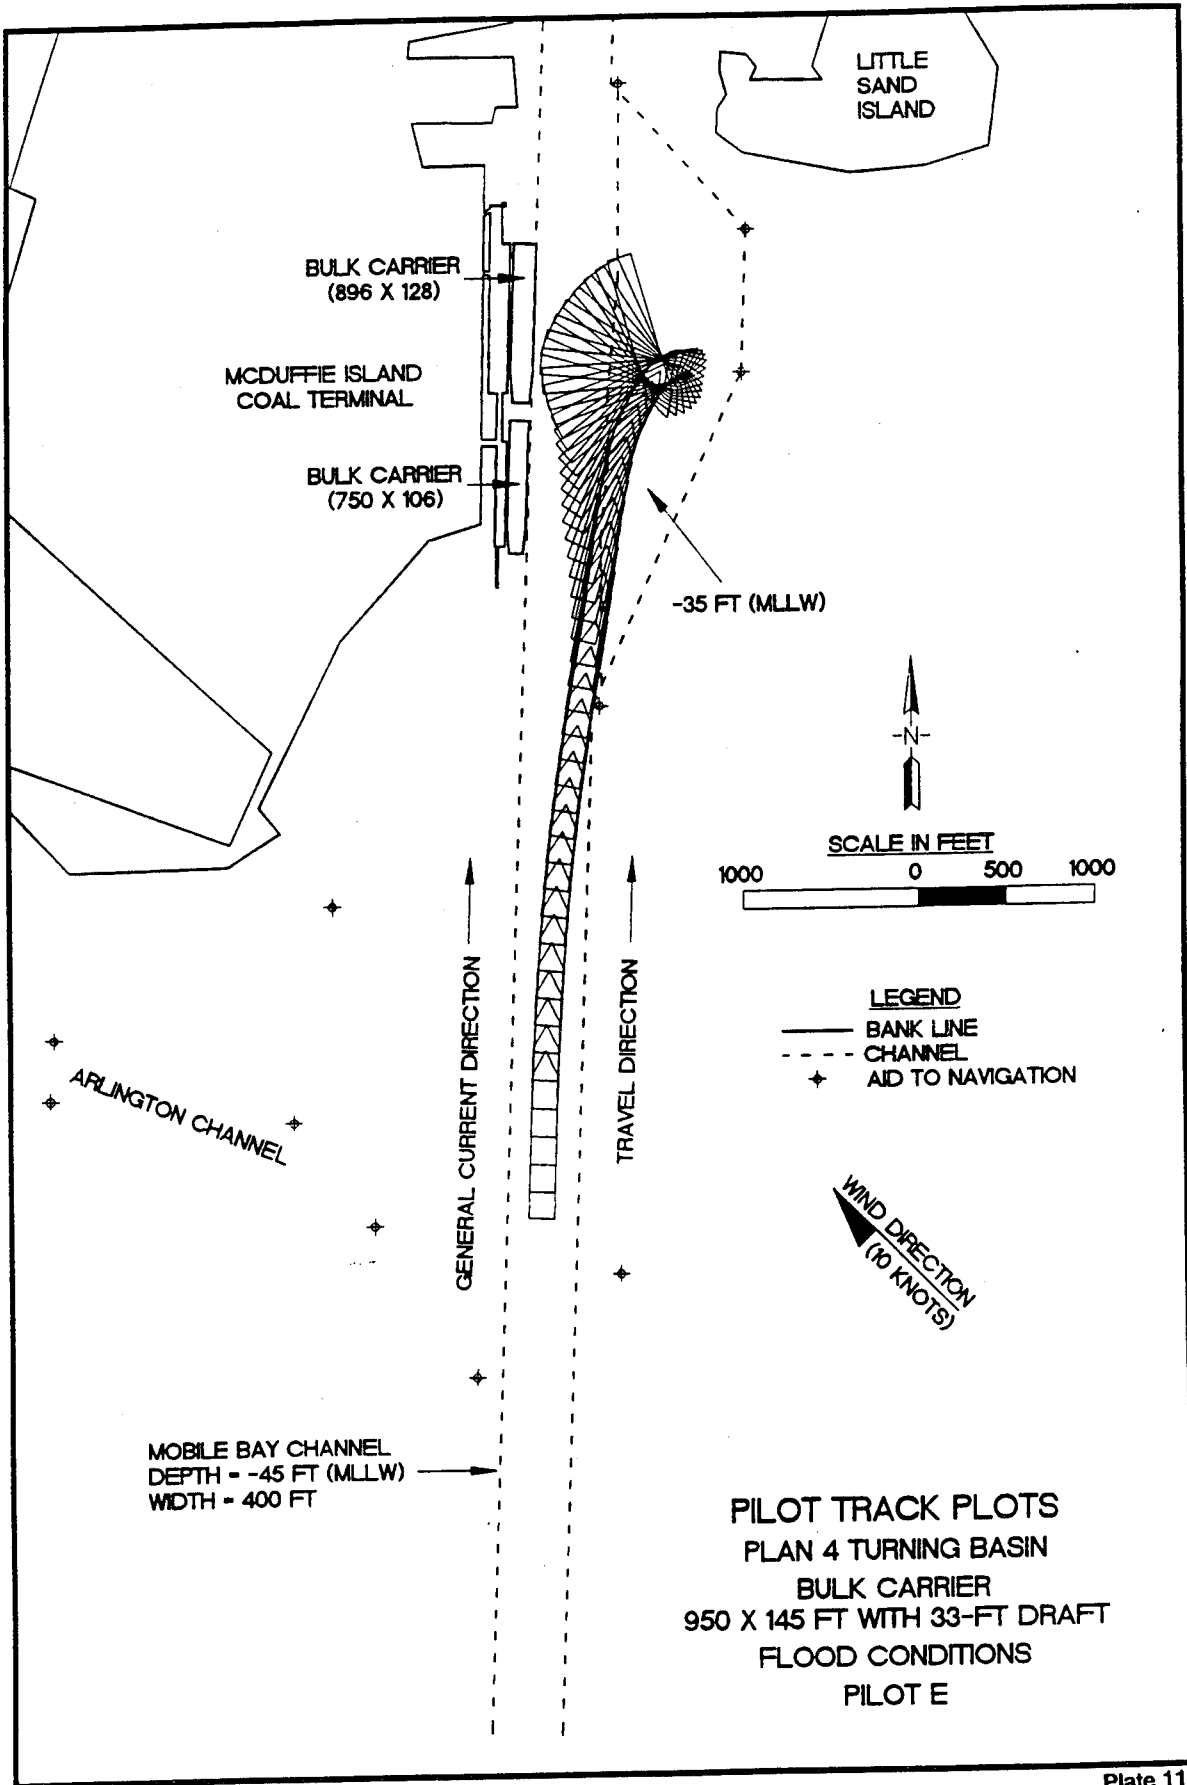 LITTLE
SAND
ISLAND
BULK CARRIER
(896 X 128)
MCDUFFIE ISLAND
COAL TERMINAL
BULK CARRIER
(750 X 106)
-35 FT (MLLW)
-N-
SCALE IN FEET
1000 0 500 1000
LEGEND
BANK LINE
CHANNEL
AID TO NAVIGATION
GENERAL CURRENT DIRECTION
TRAVEL DIRECTION
ARLINGTON CHANNEL
WIND DIRECTION
(10 KNOTS)
MOBILE BAY CHANNEL
DEPTH = -45 FT (MLLW)
WIDTH = 400 FT
PILOT TRACK PLOTS
PLAN 4 TURNING BASIN
BULK CARRIER
950 X 145 FT WITH 33-FT DRAFT
FLOOD CONDITIONS
PILOT E
Plate 11